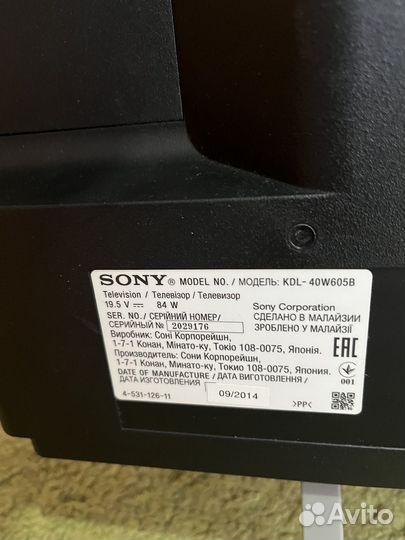 SONY® MODEL NO. / МОДЕЛЬ: KDL-40W605B
Television / Телевізор / Телевизор
19.5 V ⎓ 84 W
Sony Corporation
SER. NO./ СЕРІЙНИЙ НОМЕР/
СЕРИЙНЫЙ № 2029176
СДЕЛАНО В МАЛАЙЗИИ
ЗРОБЛЕНО У МАЛАЙЗІЇ
Виробник: Соні Корпорейшн,
1-7-1 Конан, Мінато-ку, Токіо 108-0075, Японія.
Производитель: Сони Корпорейшн,
1-7-1 Конан, Минато-ку, Токио 108-0075, Япония.
DATE OF MANUFACTURE / ДАТА ВИГОТОВЛЕННЯ /
ДАТА ИЗГОТОВЛЕНИЯ
09/2014
4-531-126-11
EAC
001
>PP<
Avito